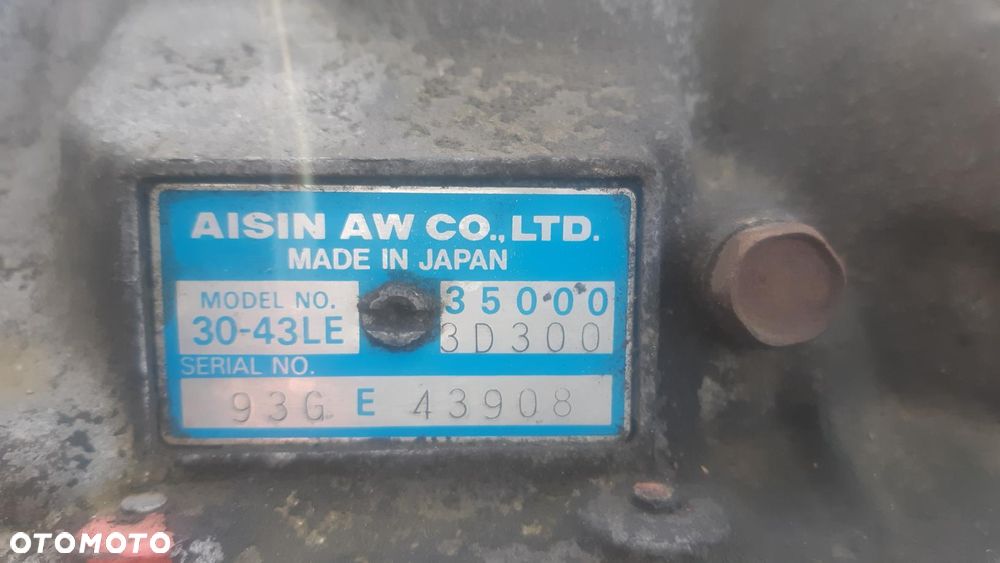 AISIN AW CO.,LTD.
MADE IN JAPAN
MODEL NO.
30-43LE
35000
3D300
SERIAL NO.
93G E 43908
OTOMOTO